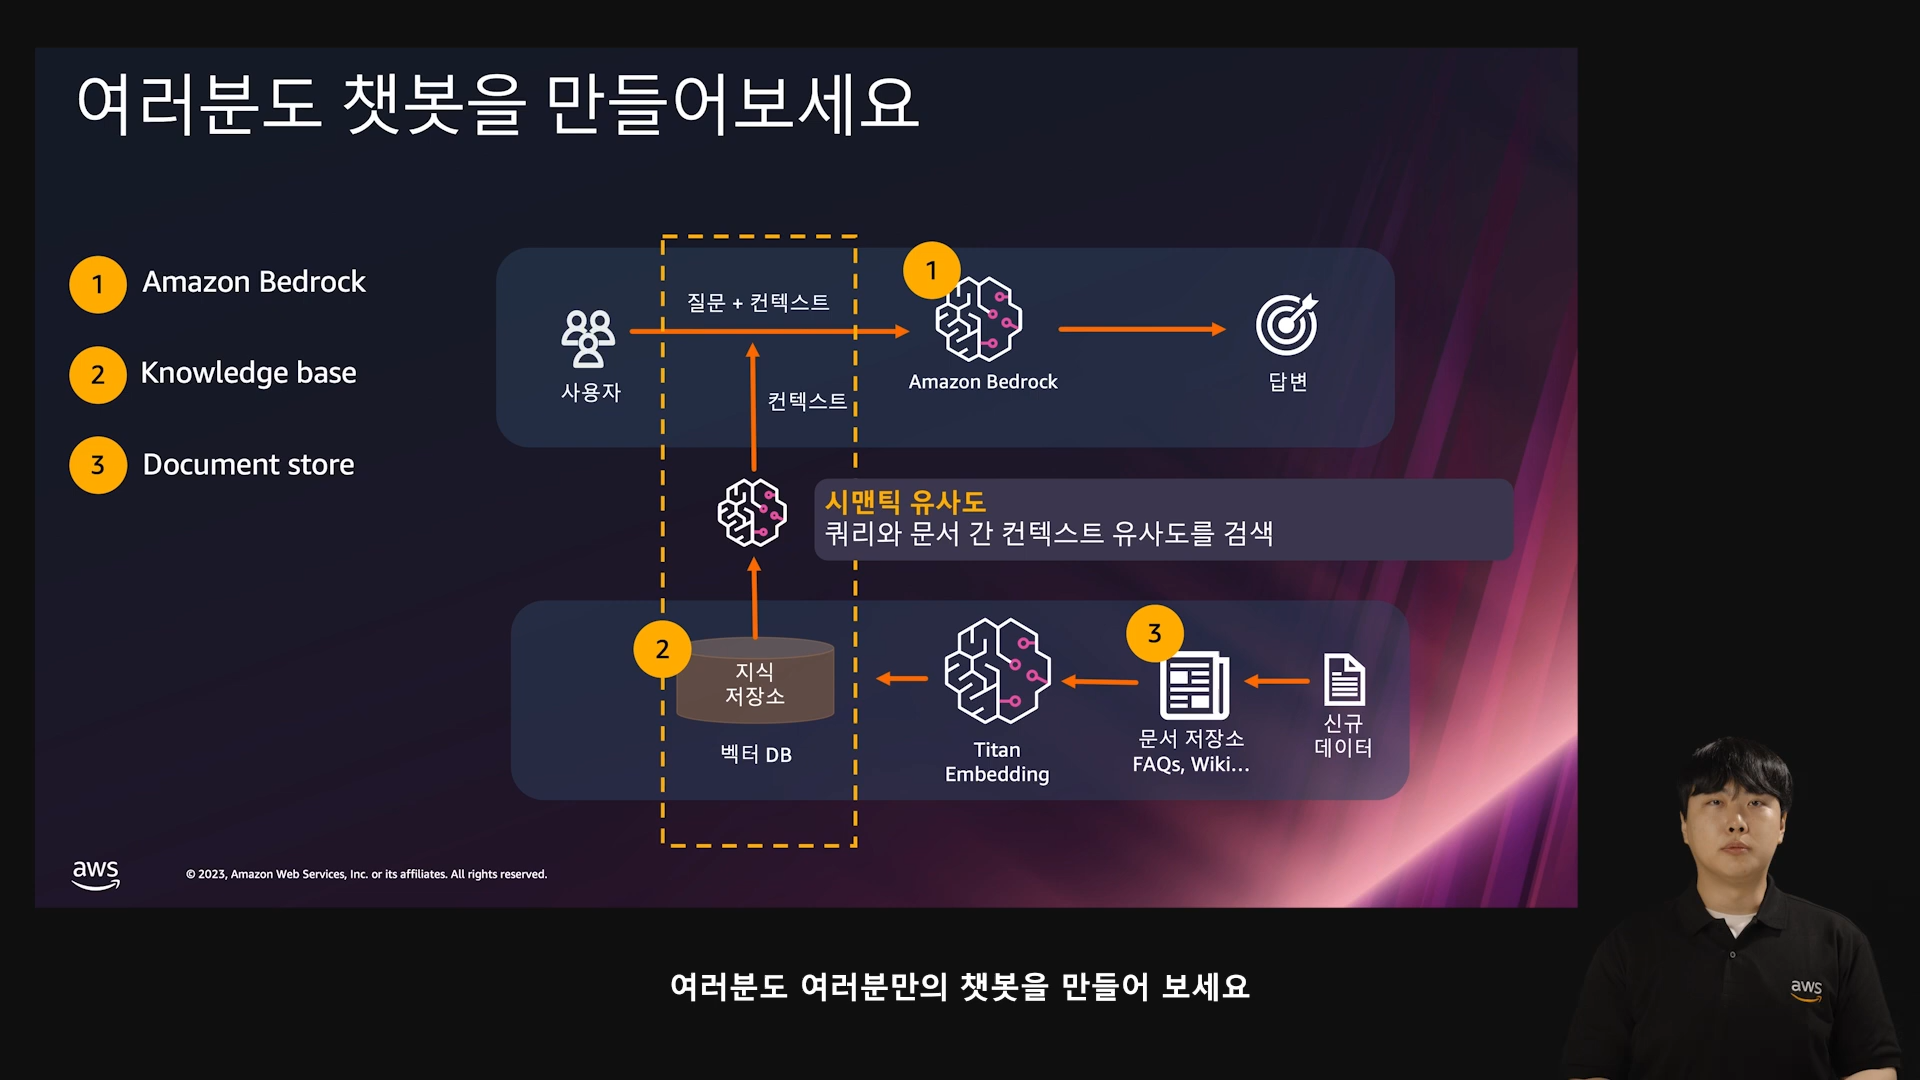 여러분도 챗봇을 만들어보세요
1 Amazon Bedrock
2 Knowledge base
3 Document store
질문 + 컨텍스트
사용자
컨텍스트
1
Amazon Bedrock
답변
시맨틱 유사도
쿼리와 문서 간 컨텍스트 유사도를 검색
2
지식
저장소
벡터 DB
Titan
Embedding
3
문서 저장소
FAQs, Wiki...
신규
데이터
aws
© 2023, Amazon Web Services, Inc. or its affiliates. All rights reserved.
aws
여러분도 여러분만의 챗봇을 만들어 보세요